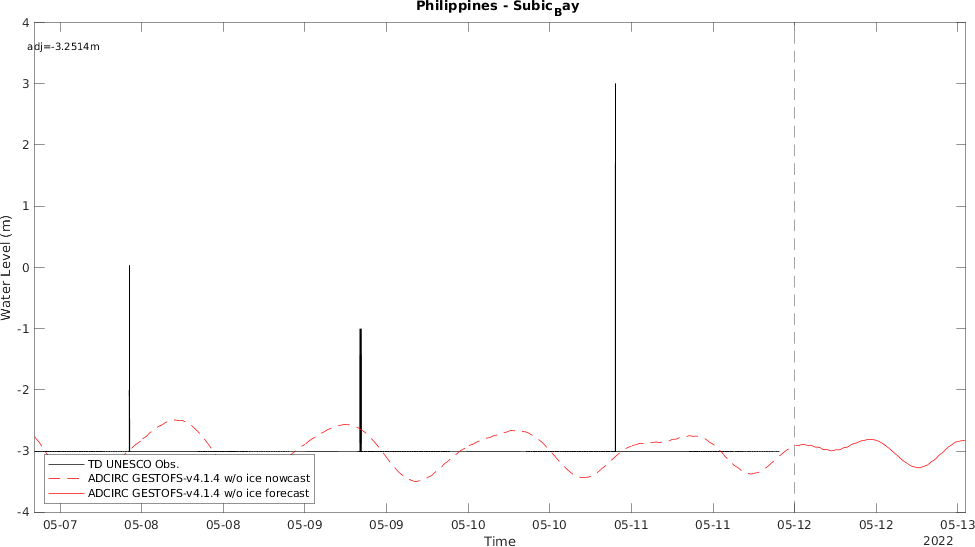 Philippines - Subic_Bay
adj=-3.2514m
4
3
2
1
0
-1
-2
-3
-4
Water Level (m)
TD UNESCO Obs.
ADCIRC GESTOFS-v4.1.4 w/o ice nowcast
ADCIRC GESTOFS-v4.1.4 w/o ice forecast
05-07 05-08 05-08 05-09 05-09 05-10 05-10 05-11 05-11 05-12 05-12 05-13
Time
2022